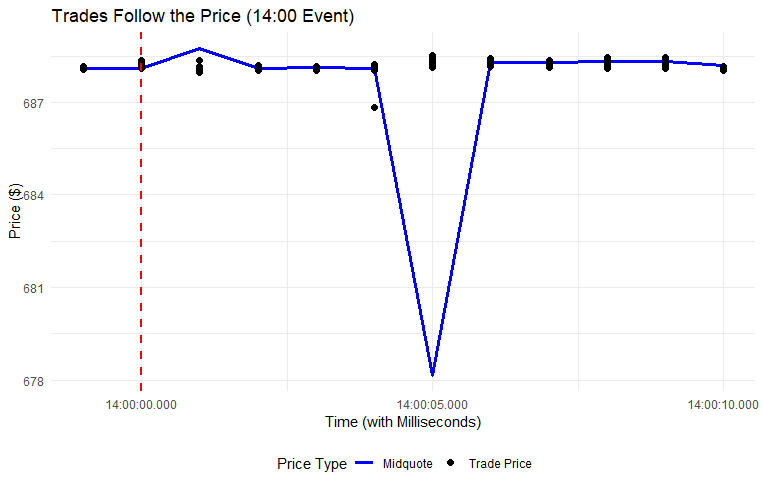 Trades Follow the Price (14:00 Event)
Price ($)
687
684
681
678
14:00:00.000 14:00:05.000 14:00:10.000
Time (with Milliseconds)
Price Type Midquote Trade Price